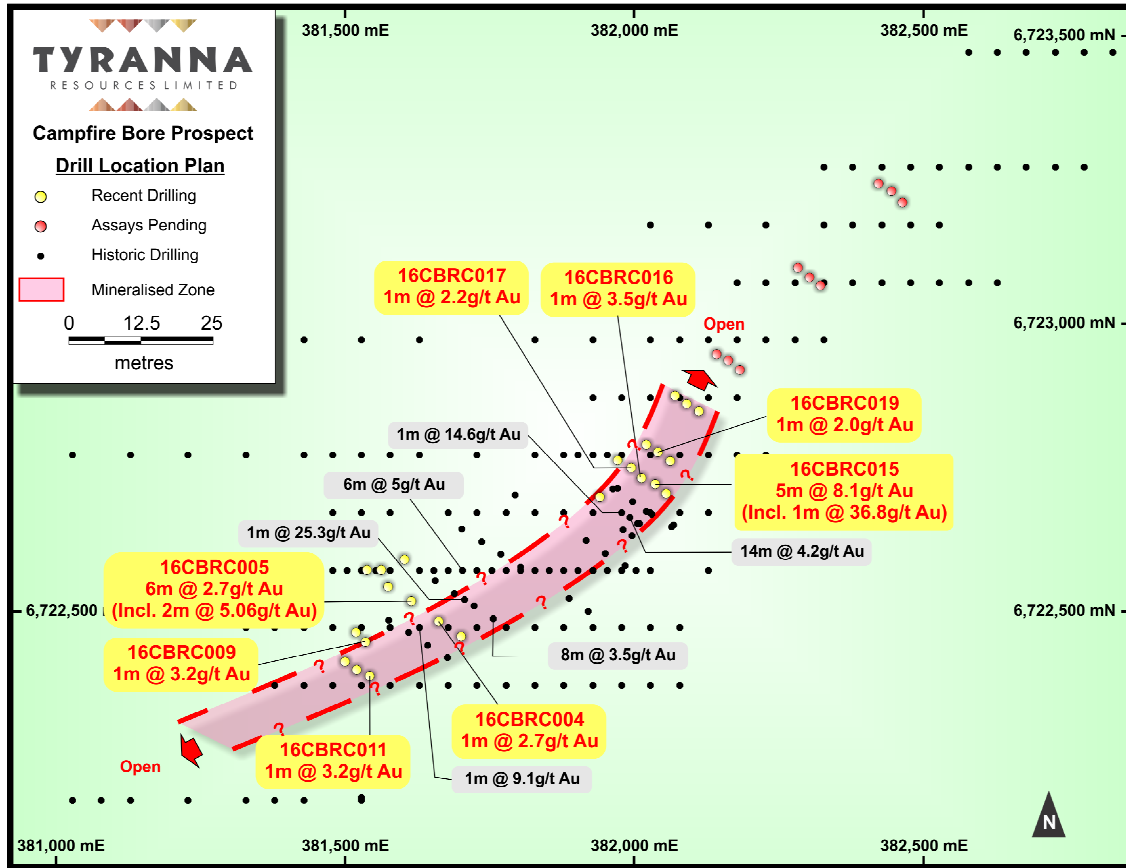 TYRANNA
RESOURCES LIMITED
Campfire Bore Prospect
Drill Location Plan
Recent Drilling
Assays Pending
Historic Drilling
Mineralised Zone
0 12.5 25
metres
381,500 mE
382,000 mE
382,500 mE
6,723,500 mN
16CBRC017
1m @ 2.2g/t Au
16CBRC016
1m @ 3.5g/t Au
6,723,000 mN
Open
16CBRC019
1m @ 2.0g/t Au
1m @ 14.6g/t Au
?
?
16CBRC015
5m @ 8.1g/t Au
(Incl. 1m @ 36.8g/t Au)
6m @ 5g/t Au
?
1m @ 25.3g/t Au
?
14m @ 4.2g/t Au
16CBRC005
6m @ 2.7g/t Au
(Incl. 2m @ 5.06g/t Au)
?
?
6,722,500
6,722,500 mN
16CBRC009
1m @ 3.2g/t Au
?
?
8m @ 3.5g/t Au
?
16CBRC004
1m @ 2.7g/t Au
?
16CBRC011
1m @ 3.2g/t Au
Open
1m @ 9.1g/t Au
N
381,000 mE
381,500 mE
382,000 mE
382,500 mE